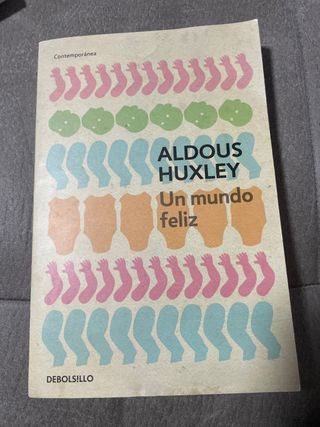 Contemporánea
ALDOUS
HUXLEY
Un mundo
feliz
DEBOLSILLO